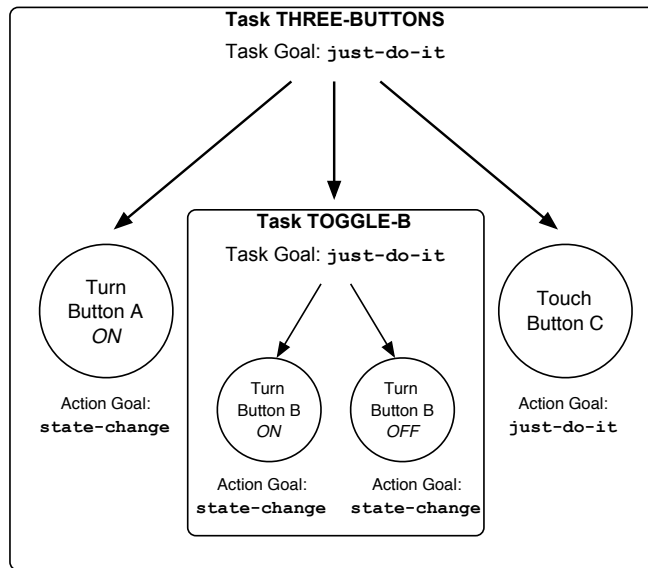 Task THREE-BUTTONS
Task Goal: just-do-it
Turn
Button A
ON
Action Goal:
state-change
Task TOGGLE-B
Task Goal: just-do-it
Turn
Button B
ON
Action Goal:
state-change
Turn
Button B
OFF
Action Goal:
state-change
Touch
Button C
Action Goal:
just-do-it